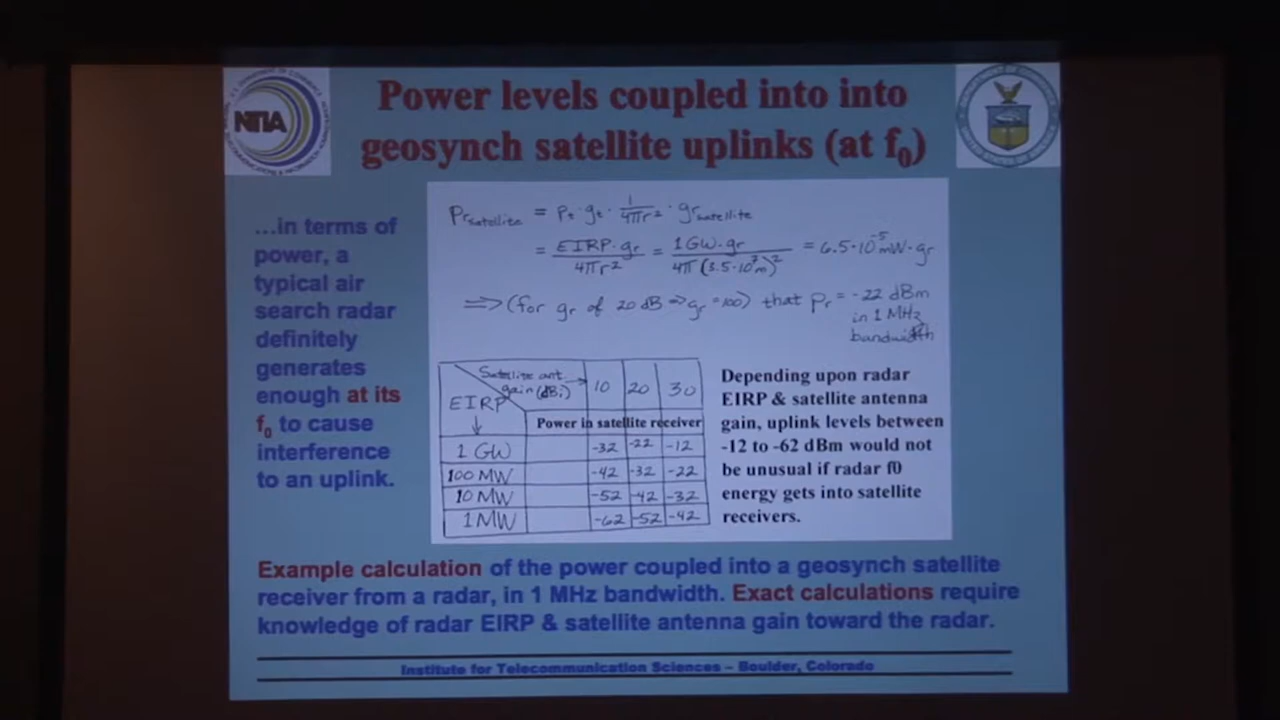 Power levels coupled into into
geosynch satellite uplinks (at f₀)
NTIA
…in terms of
power, a
typical air
search radar
definitely
generates
enough at its
f₀ to cause
interference
to an uplink.
Pr satellite = Pt · gt · 1/4πr² · gr satellite
= EIRP · gr / 4πr² = 1GW · gr / 4π(3.5·10⁷m)² = 6.5·10⁻⁵ mW · gr
⟹ (for gr of 20 dB ⇒ gr = 100) that Pr = -22 dBm
in 1 MHz
bandwidth
Satellite ant.
gain (dBi) → 10 20 30
EIRP ↓
Power in satellite receiver
1 GW -32 -22 -12
100 MW -42 -32 -22
10 MW -52 -42 -32
1 MW -62 -52 -42
Depending upon radar
EIRP & satellite antenna
gain, uplink levels between
-12 to -62 dBm would not
be unusual if radar f0
energy gets into satellite
receivers.
Example calculation of the power coupled into a geosynch satellite
receiver from a radar, in 1 MHz bandwidth. Exact calculations require
knowledge of radar EIRP & satellite antenna gain toward the radar.
Institute for Telecommunication Sciences – Boulder, Colorado